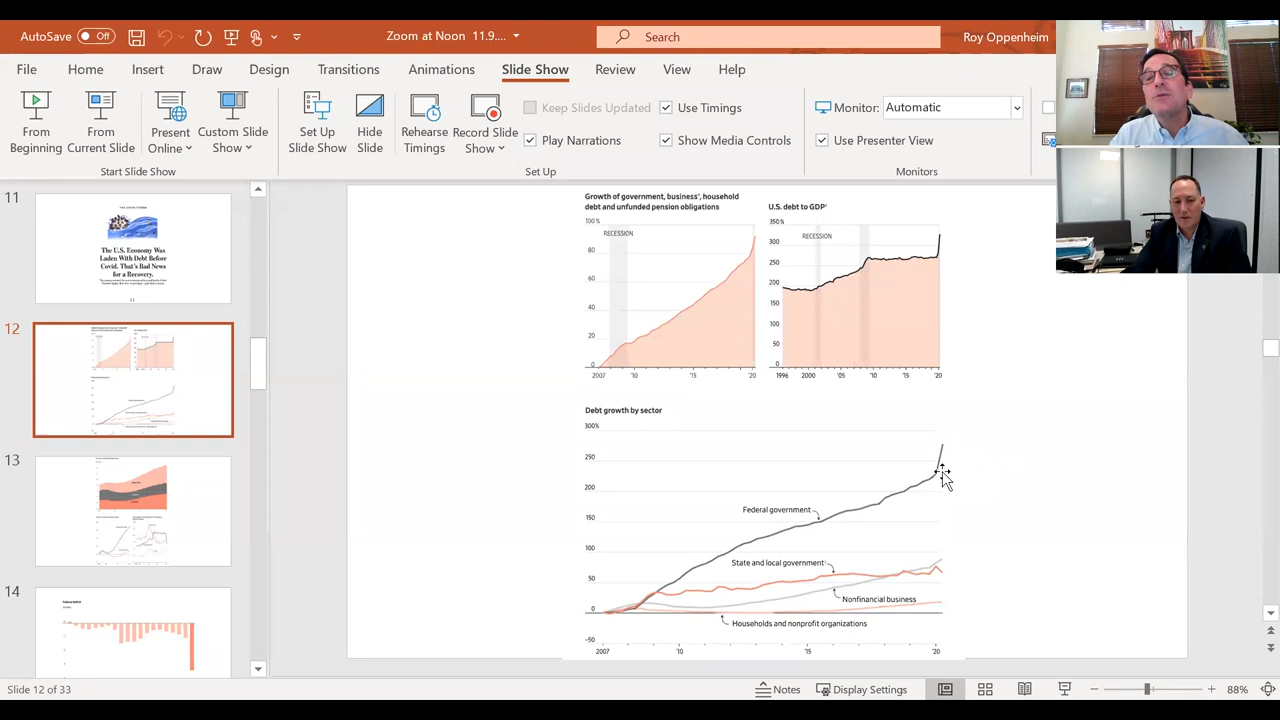 AutoSave
Off
Zoom at Noon 11.9....
Search
Roy Oppenheim
File
Home
Insert
Draw
Design
Transitions
Animations
Slide Show
Review
View
Help
From
Beginning
From
Current Slide
Present
Online
Custom Slide
Show
Set Up
Slide Show
Hide
Slide
Rehearse
Timings
Record Slide
Show
Keep Slides Updated
Use Timings
Play Narrations
Show Media Controls
Monitor:
Automatic
Use Presenter View
Start Slide Show
Set Up
Monitors
11
The U.S. Economy Was
Laden With Debt Before
Covid. That's Bad News
for a Recovery.
12
13
14
Growth of government, business', household
debt and unfunded pension obligations
100%
80
60
40
20
0
RECESSION
2007
'10
'15
'20
U.S. debt to GDP†
350%
300
250
200
150
100
50
0
RECESSION
1996
2000
'05
'10
'15
'20
Debt growth by sector
300%
250
200
150
100
50
0
-50
Federal government
State and local government
Nonfinancial business
Households and nonprofit organizations
2007
'10
'15
'20
Slide 12 of 33
Notes
Display Settings
88%